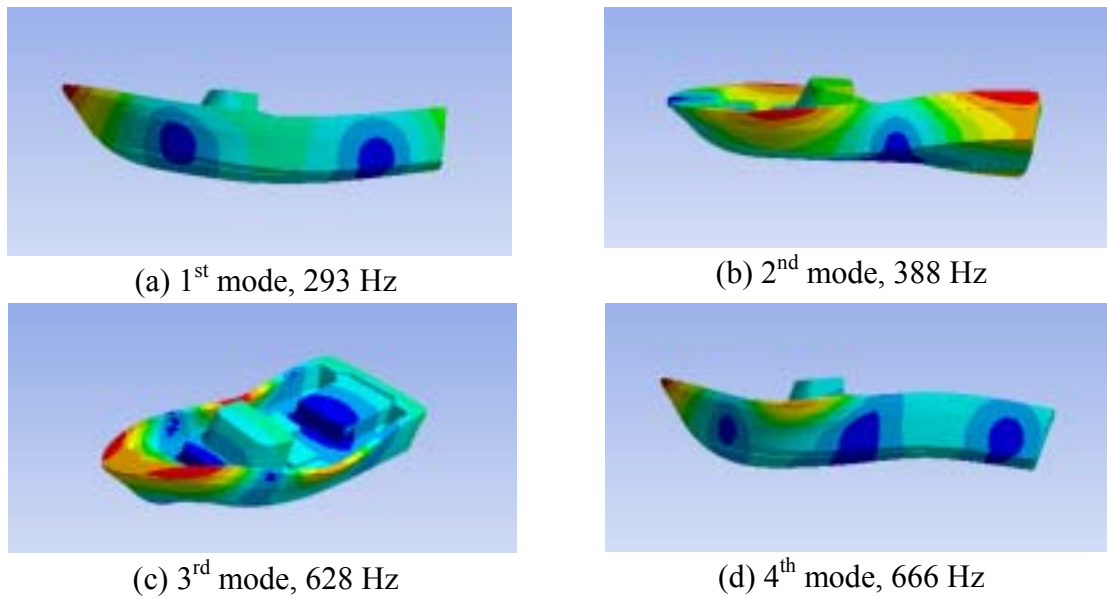 (a) 1st mode, 293 Hz
(b) 2nd mode, 388 Hz
(c) 3rd mode, 628 Hz
(d) 4th mode, 666 Hz